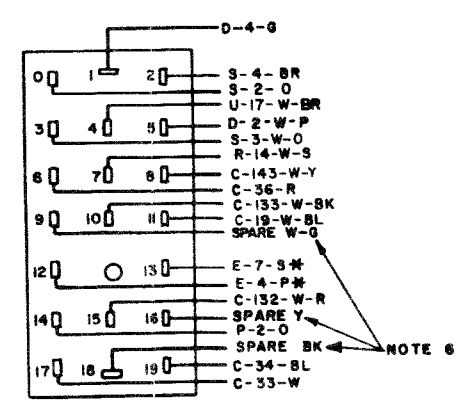 D-4-G
0 1 2 S-4-BR
S-2-O
U-17-W-BR
3 4 5 D-2-W-P
S-3-W-O
R-14-W-S
6 7 8 C-143-W-Y
C-36-R
C-133-W-BK
9 10 11 C-19-W-BL
SPARE W-G
12 13 E-7-S*
E-4-P*
C-132-W-R
14 15 16 SPARE Y
P-2-O
SPARE BK
NOTE 6
17 18 19 C-34-BL
C-33-W